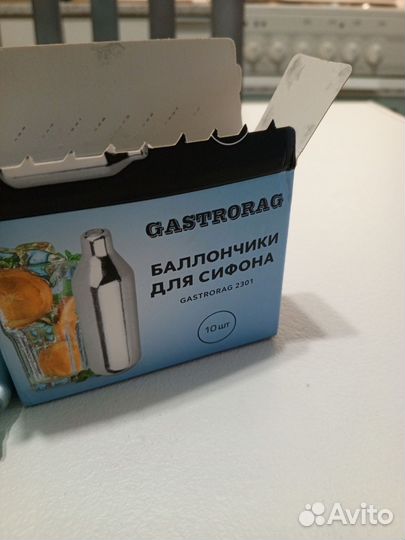 GASTRORAG
БАЛЛОНЧИКИ
ДЛЯ СИФОНА
GASTRORAG 2301
10 шт
Avito